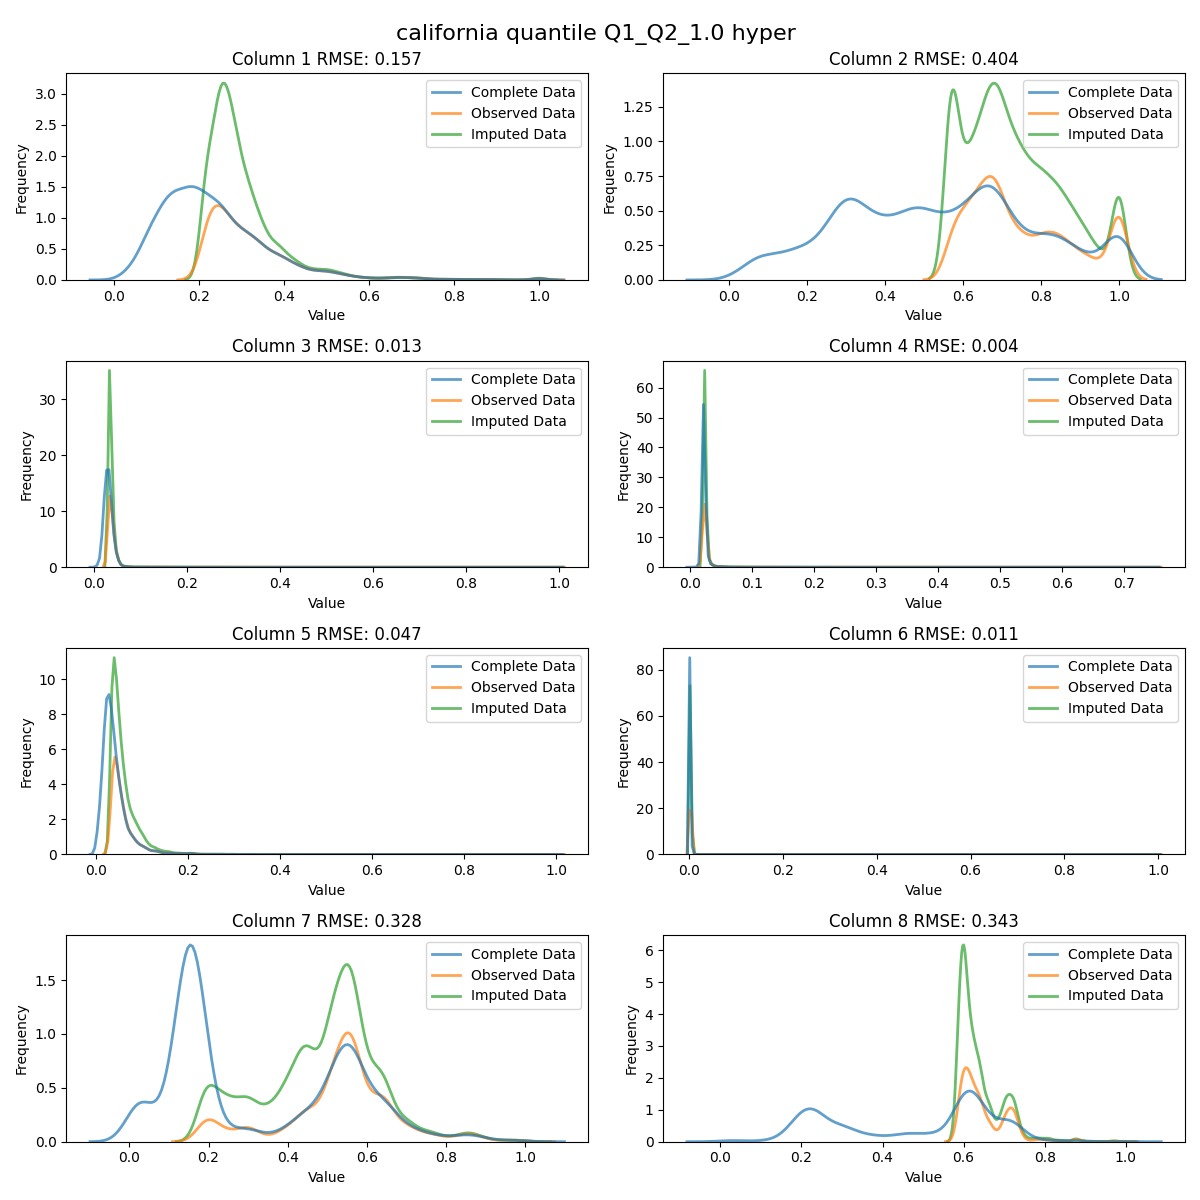 california quantile Q1_Q2_1.0 hyper
Column 1 RMSE: 0.157
Frequency
3.0
2.5
2.0
1.5
1.0
0.5
0.0
Complete Data
Observed Data
Imputed Data
0.0 0.2 0.4 0.6 0.8 1.0
Value
Column 2 RMSE: 0.404
Frequency
1.25
1.00
0.75
0.50
0.25
0.00
Complete Data
Observed Data
Imputed Data
0.0 0.2 0.4 0.6 0.8 1.0
Value
Column 3 RMSE: 0.013
Frequency
30
20
10
0
Complete Data
Observed Data
Imputed Data
0.0 0.2 0.4 0.6 0.8 1.0
Value
Column 4 RMSE: 0.004
Frequency
60
50
40
30
20
10
0
Complete Data
Observed Data
Imputed Data
0.0 0.1 0.2 0.3 0.4 0.5 0.6 0.7
Value
Column 5 RMSE: 0.047
Frequency
10
8
6
4
2
0
Complete Data
Observed Data
Imputed Data
0.0 0.2 0.4 0.6 0.8 1.0
Value
Column 6 RMSE: 0.011
Frequency
80
60
40
20
0
Complete Data
Observed Data
Imputed Data
0.0 0.2 0.4 0.6 0.8 1.0
Value
Column 7 RMSE: 0.328
Frequency
1.5
1.0
0.5
0.0
Complete Data
Observed Data
Imputed Data
0.0 0.2 0.4 0.6 0.8 1.0
Value
Column 8 RMSE: 0.343
Frequency
6
5
4
3
2
1
0
Complete Data
Observed Data
Imputed Data
0.0 0.2 0.4 0.6 0.8 1.0
Value